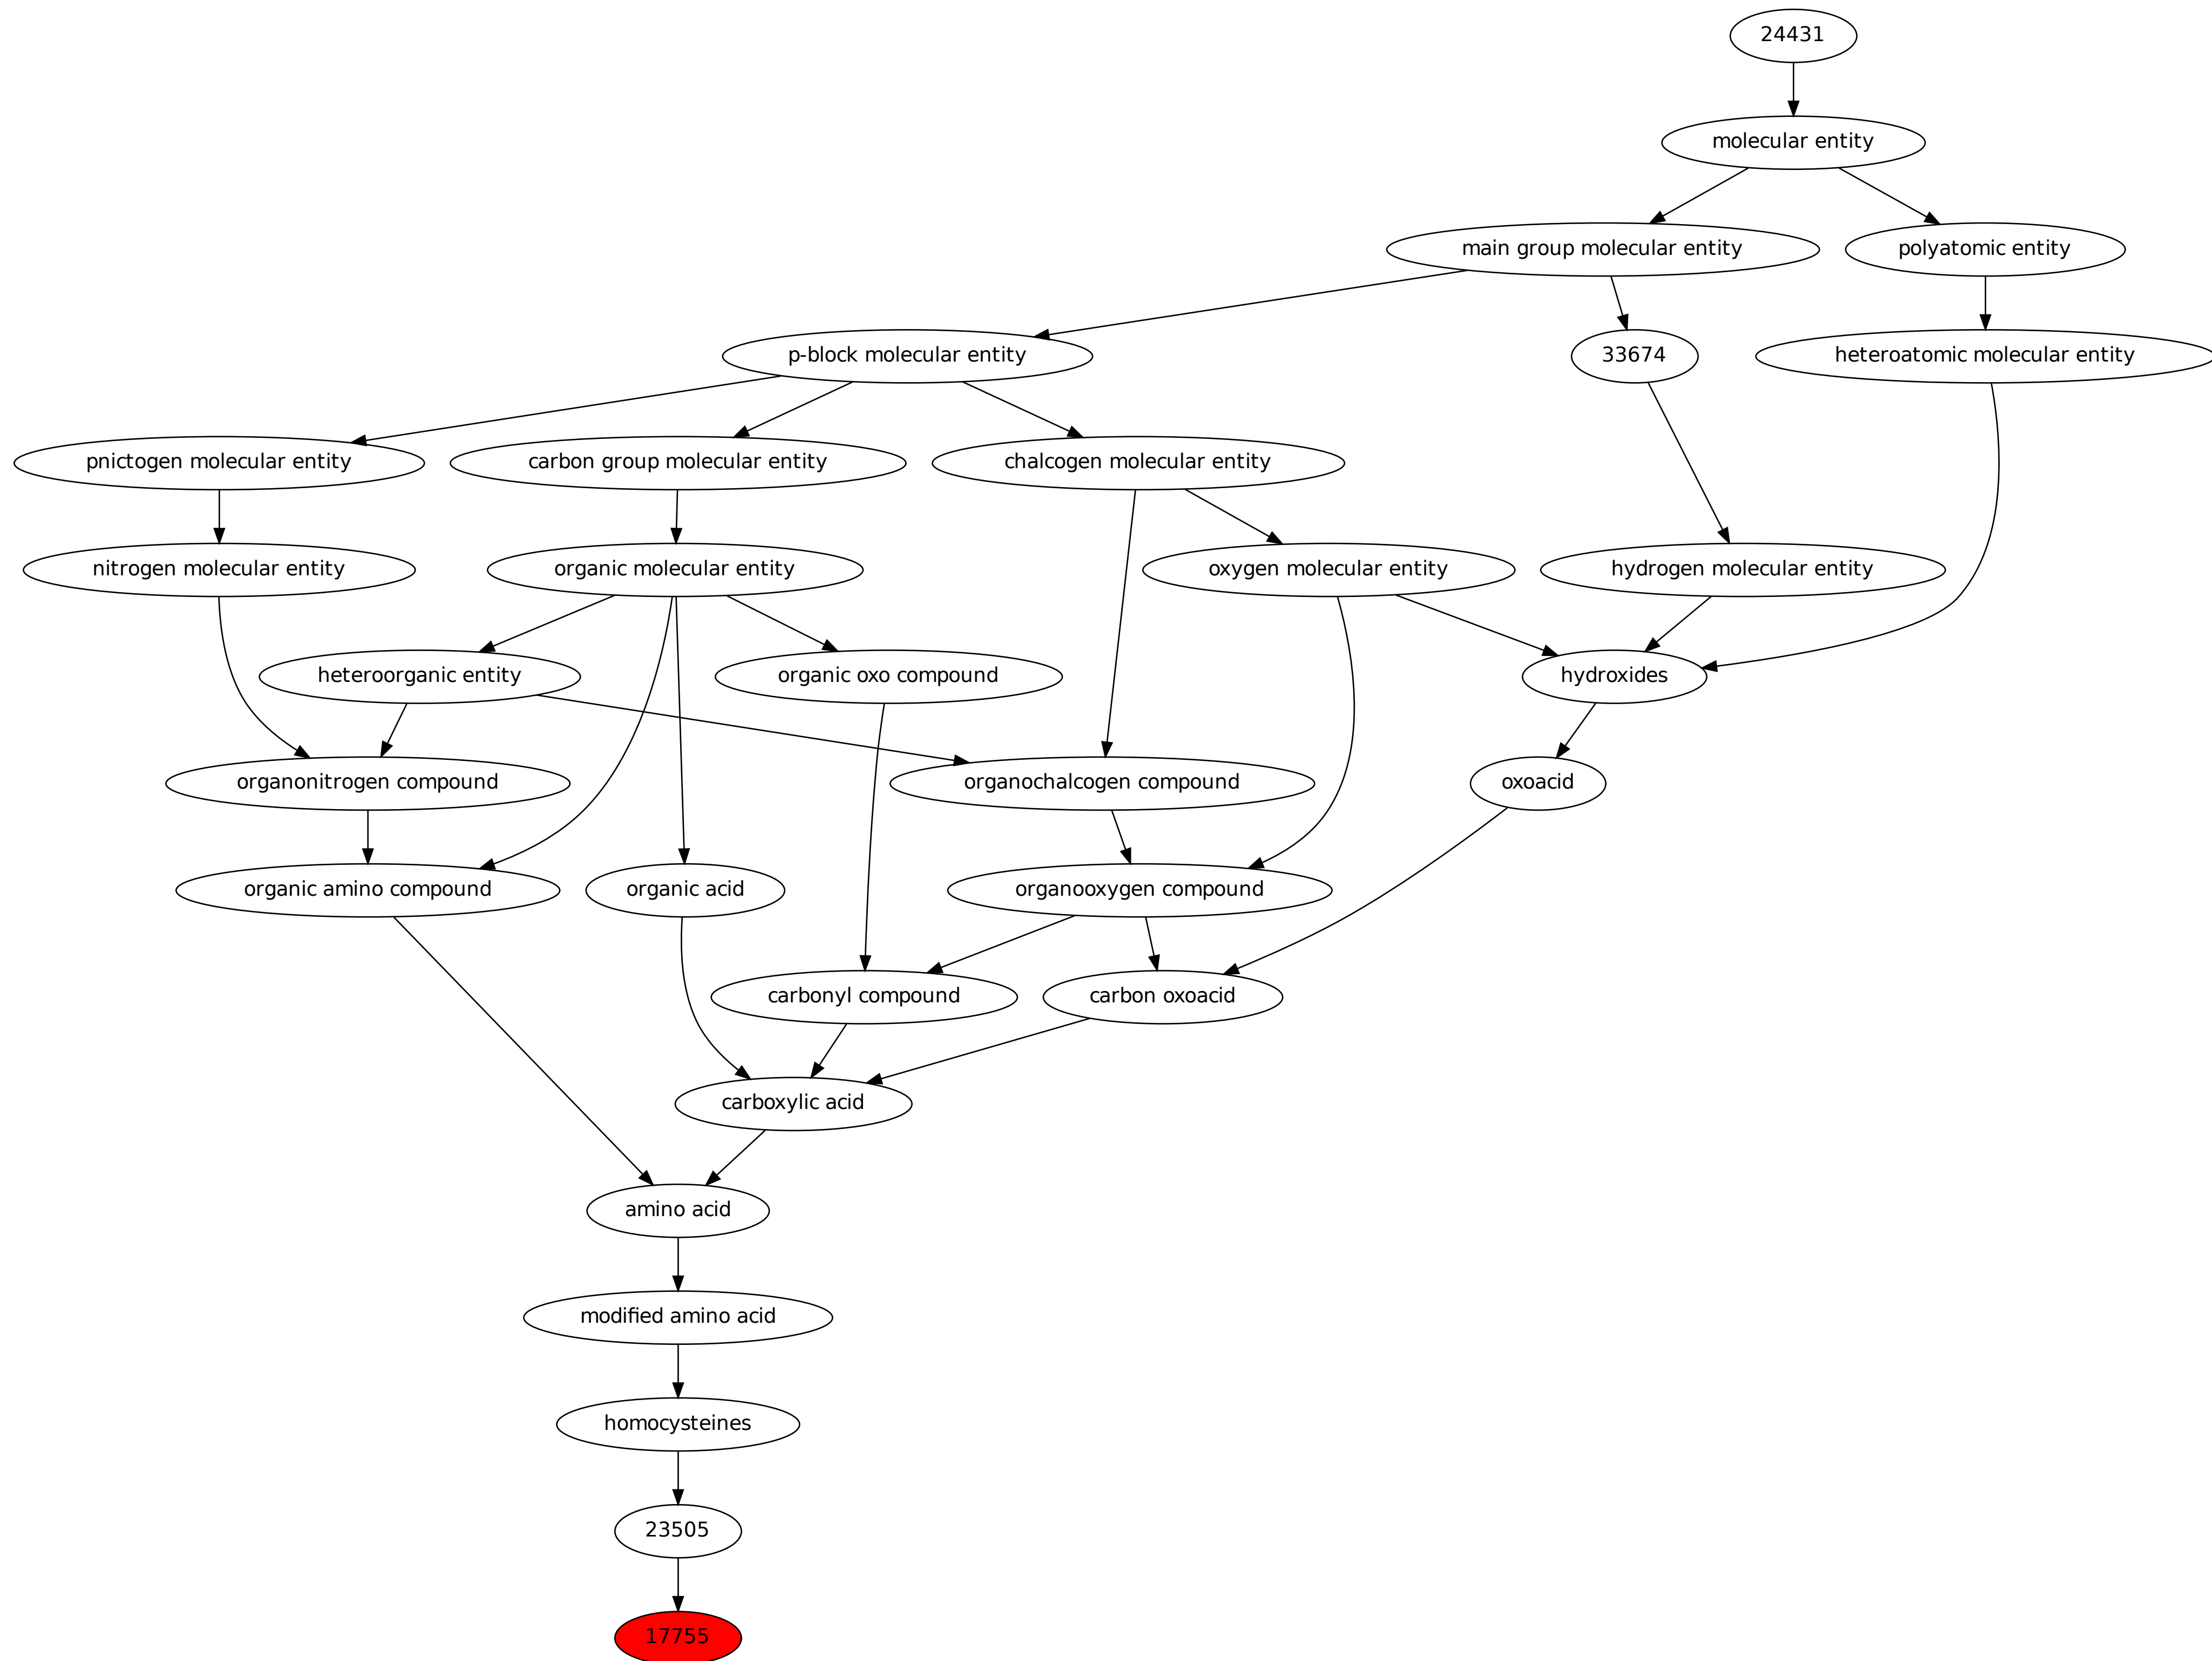 24431
molecular entity
main group molecular entity
polyatomic entity
p-block molecular entity
33674
heteroatomic molecular entity
pnictogen molecular entity
carbon group molecular entity
chalcogen molecular entity
nitrogen molecular entity
organic molecular entity
oxygen molecular entity
hydrogen molecular entity
heteroorganic entity
organic oxo compound
hydroxides
organonitrogen compound
organochalcogen compound
oxoacid
organic amino compound
organic acid
organooxygen compound
carbonyl compound
carbon oxoacid
carboxylic acid
amino acid
modified amino acid
homocysteines
23505
17755